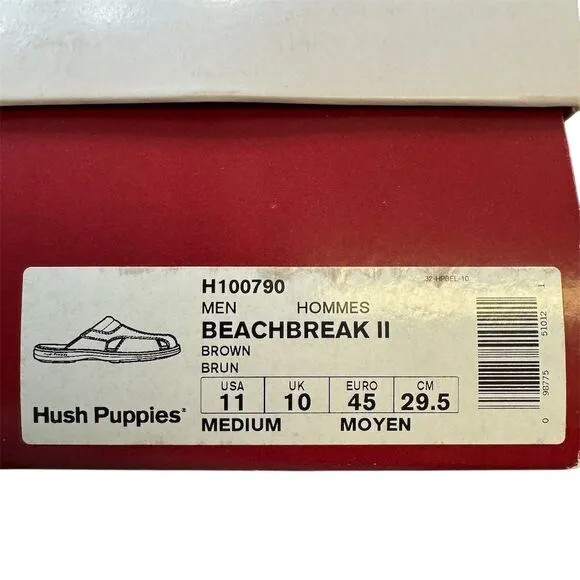 H100790
32-HPBEL-10
MEN HOMMES
BEACHBREAK II
BROWN
BRUN
USA UK EURO CM
11 10 45 29.5
MEDIUM MOYEN
Hush Puppies
0 98775 51012 1